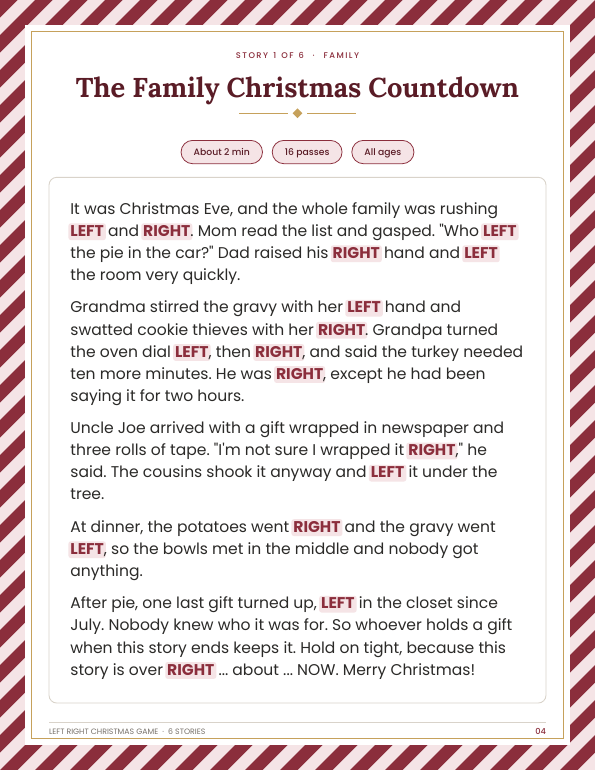 STORY 1 OF 6 · FAMILY
The Family Christmas Countdown
About 2 min
16 passes
All ages
It was Christmas Eve, and the whole family was rushing
LEFT and RIGHT. Mom read the list and gasped. "Who LEFT
the pie in the car?" Dad raised his RIGHT hand and LEFT
the room very quickly.
Grandma stirred the gravy with her LEFT hand and
swatted cookie thieves with her RIGHT. Grandpa turned
the oven dial LEFT, then RIGHT, and said the turkey needed
ten more minutes. He was RIGHT, except he had been
saying it for two hours.
Uncle Joe arrived with a gift wrapped in newspaper and
three rolls of tape. "I'm not sure I wrapped it RIGHT," he
said. The cousins shook it anyway and LEFT it under the
tree.
At dinner, the potatoes went RIGHT and the gravy went
LEFT, so the bowls met in the middle and nobody got
anything.
After pie, one last gift turned up, LEFT in the closet since
July. Nobody knew who it was for. So whoever holds a gift
when this story ends keeps it. Hold on tight, because this
story is over RIGHT ... about ... NOW. Merry Christmas!
LEFT RIGHT CHRISTMAS GAME · 6 STORIES
04